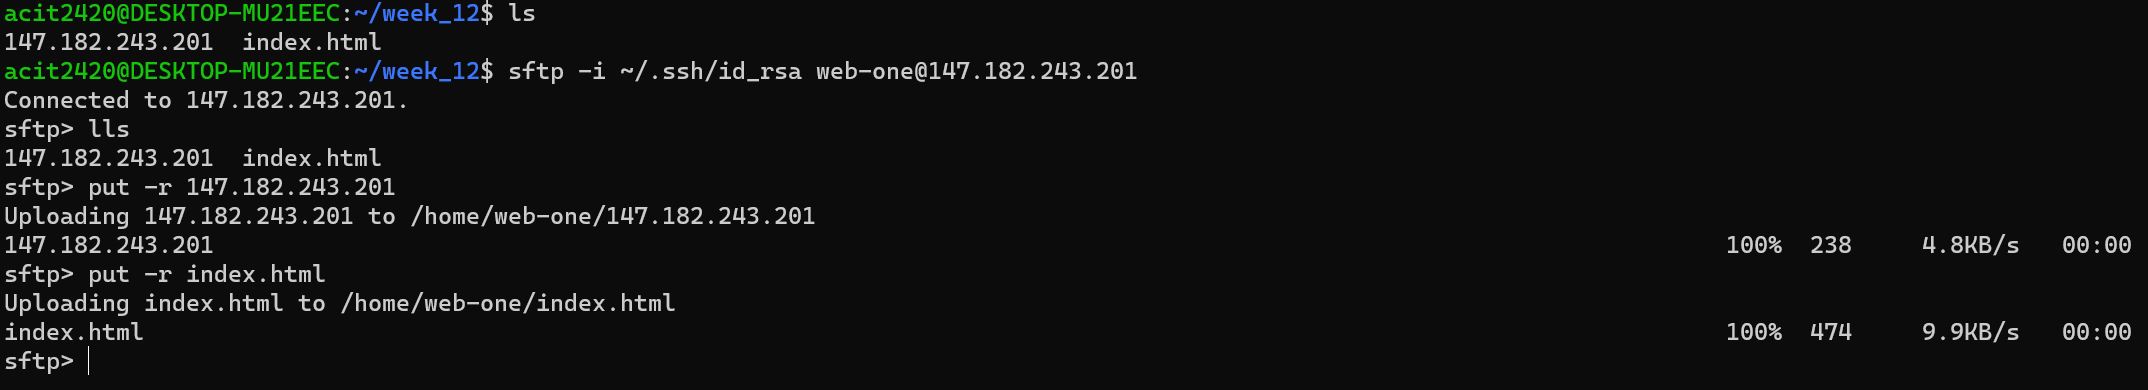 acit2420@DESKTOP-MU21EEC:~/week_12$ ls
147.182.243.201  index.html
acit2420@DESKTOP-MU21EEC:~/week_12$ sftp -i ~/.ssh/id_rsa web-one@147.182.243.201
Connected to 147.182.243.201.
sftp> lls
147.182.243.201  index.html
sftp> put -r 147.182.243.201
Uploading 147.182.243.201 to /home/web-one/147.182.243.201
147.182.243.201 100% 238 4.8KB/s 00:00
sftp> put -r index.html
Uploading index.html to /home/web-one/index.html
index.html 100% 474 9.9KB/s 00:00
sftp>